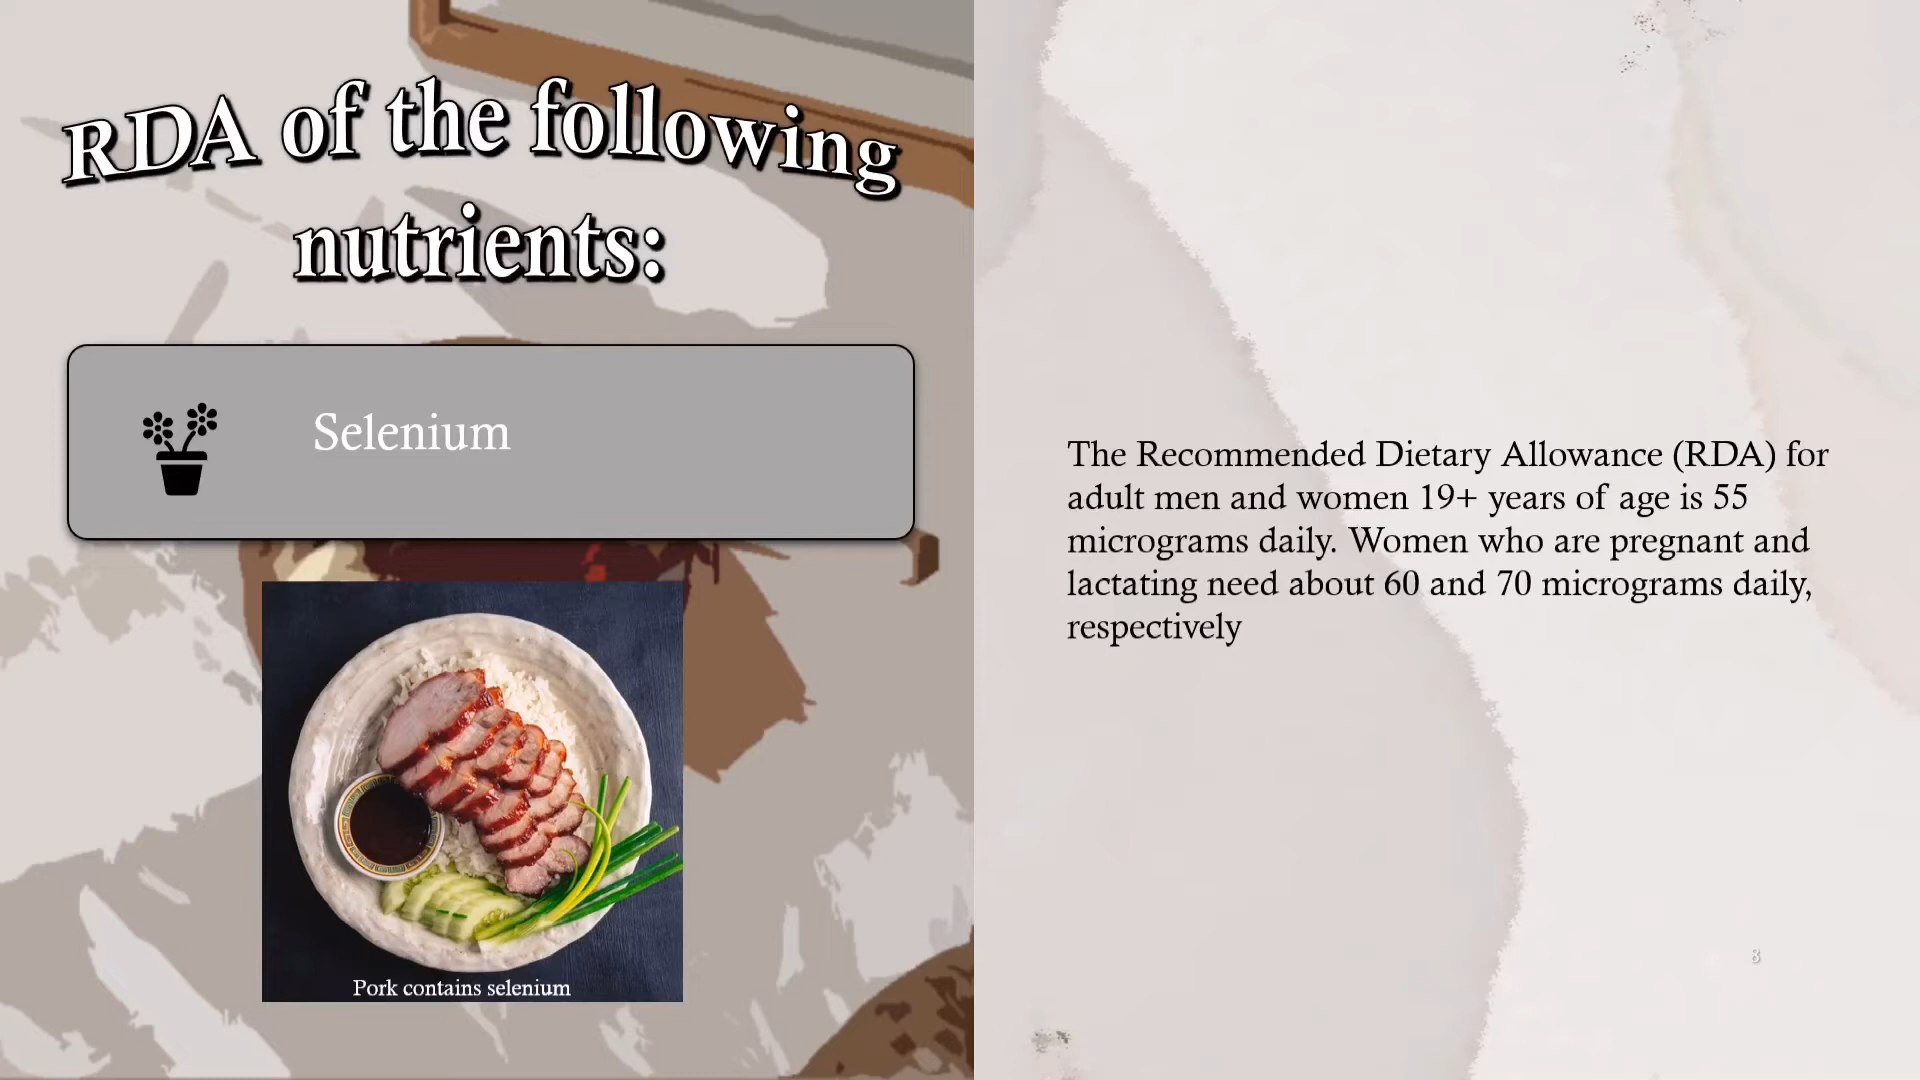 RDA of the following
nutrients:
Selenium
Pork contains selenium
The Recommended Dietary Allowance (RDA) for
adult men and women 19+ years of age is 55
micrograms daily. Women who are pregnant and
lactating need about 60 and 70 micrograms daily,
respectively
8